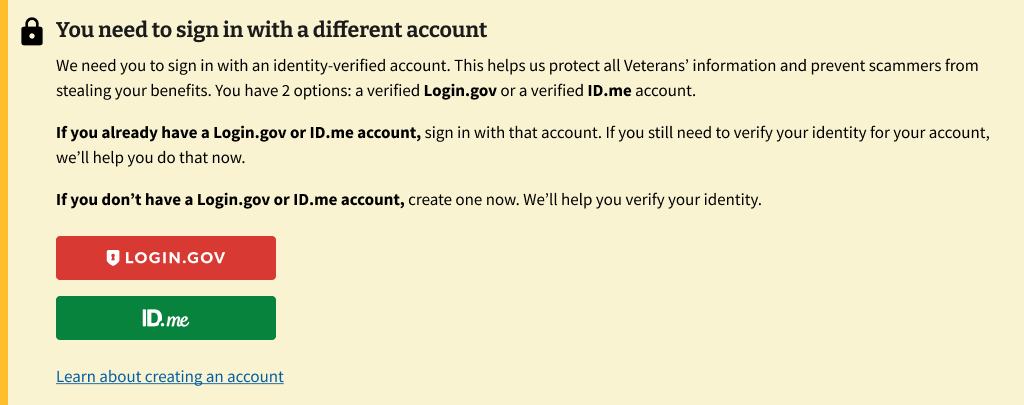 You need to sign in with a different account
We need you to sign in with an identity-verified account. This helps us protect all Veterans’ information and prevent scammers from
stealing your benefits. You have 2 options: a verified Login.gov or a verified ID.me account.
If you already have a Login.gov or ID.me account, sign in with that account. If you still need to verify your identity for your account,
we’ll help you do that now.
If you don’t have a Login.gov or ID.me account, create one now. We’ll help you verify your identity.
LOGIN.GOV
ID.me
Learn about creating an account